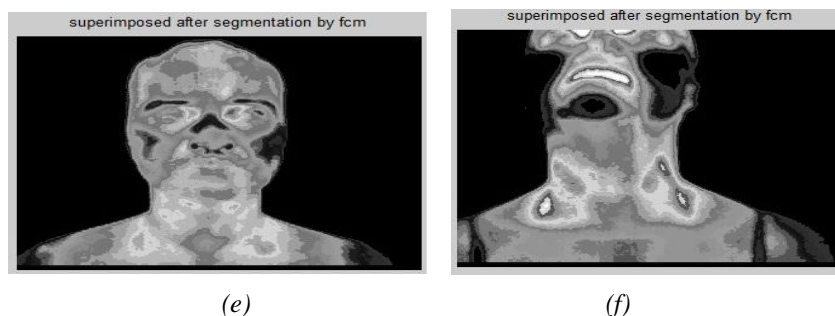 superimposed after segmentation by fcm
superimposed after segmentation by fcm
(e)
(f)